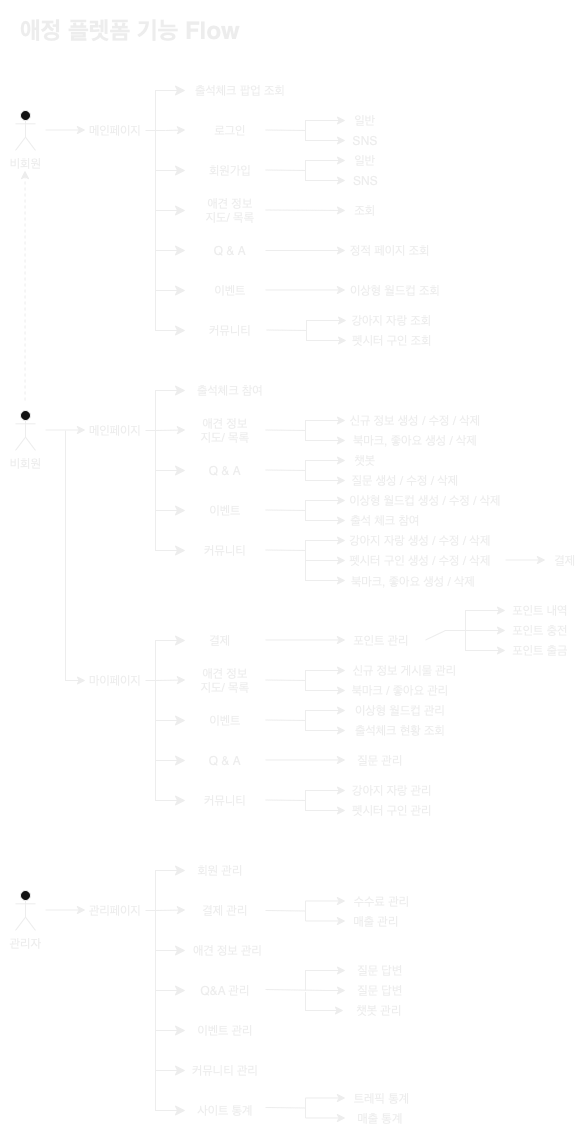 애정 플렛폼 기능 Flow
출석체크 팝업 조회
비회원
메인페이지
로그인
일반
SNS
회원가입
일반
SNS
애견 정보
지도/ 목록
조회
Q & A
정적 페이지 조회
이벤트
이상형 월드컵 조회
커뮤니티
강아지 자랑 조회
펫시터 구인 조회
출석체크 참여
비회원
메인페이지
애견 정보
지도/ 목록
신규 정보 생성 / 수정 / 삭제
북마크, 좋아요 생성 / 삭제
Q & A
챗봇
질문 생성 / 수정 / 삭제
이벤트
이상형 월드컵 생성 / 수정 / 삭제
출석 체크 참여
커뮤니티
강아지 자랑 생성 / 수정 / 삭제
펫시터 구인 생성 / 수정 / 삭제
결제
북마크, 좋아요 생성 / 삭제
결제
포인트 관리
포인트 내역
포인트 충전
포인트 출금
마이페이지
애견 정보
지도/ 목록
신규 정보 게시물 관리
북마크 / 좋아요 관리
이벤트
이상형 월드컵 관리
출석체크 현황 조회
Q & A
질문 관리
커뮤니티
강아지 자랑 관리
펫시터 구인 관리
회원 관리
관리자
관리페이지
결제 관리
수수료 관리
매출 관리
애견 정보 관리
Q&A 관리
질문 답변
질문 답변
챗봇 관리
이벤트 관리
커뮤니티 관리
사이트 통계
트레픽 통계
매출 통계